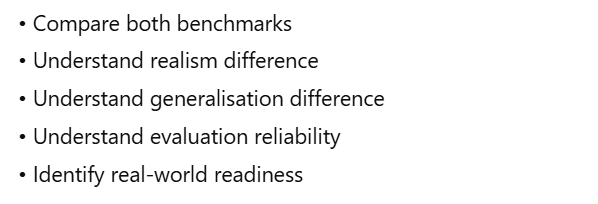 • Compare both benchmarks
• Understand realism difference
• Understand generalisation difference
• Understand evaluation reliability
• Identify real-world readiness